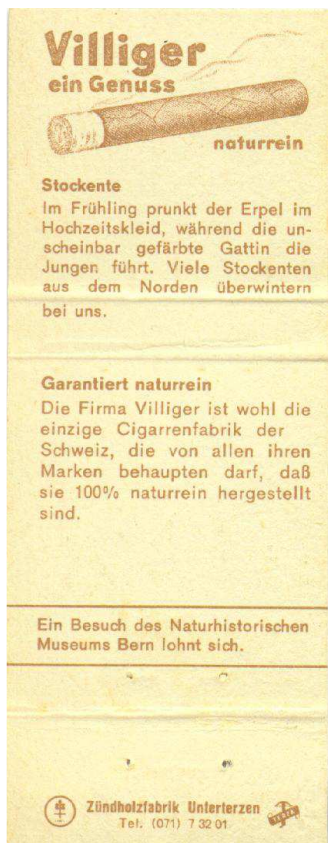 Villiger
ein Genuss
naturrein
Stockente
Im Frühling prunkt der Erpel im
Hochzeitskleid, während die un-
scheinbar gefärbte Gattin die
Jungen führt. Viele Stockenten
aus dem Norden überwintern
bei uns.
Garantiert naturrein
Die Firma Villiger ist wohl die
einzige Cigarrenfabrik der
Schweiz, die von allen ihren
Marken behaupten darf, daß
sie 100% naturrein hergestellt
sind.
Ein Besuch des Naturhistorischen
Museums Bern lohnt sich.
Zündholzfabrik Unterterzen
Tel. (071) 7 32 01